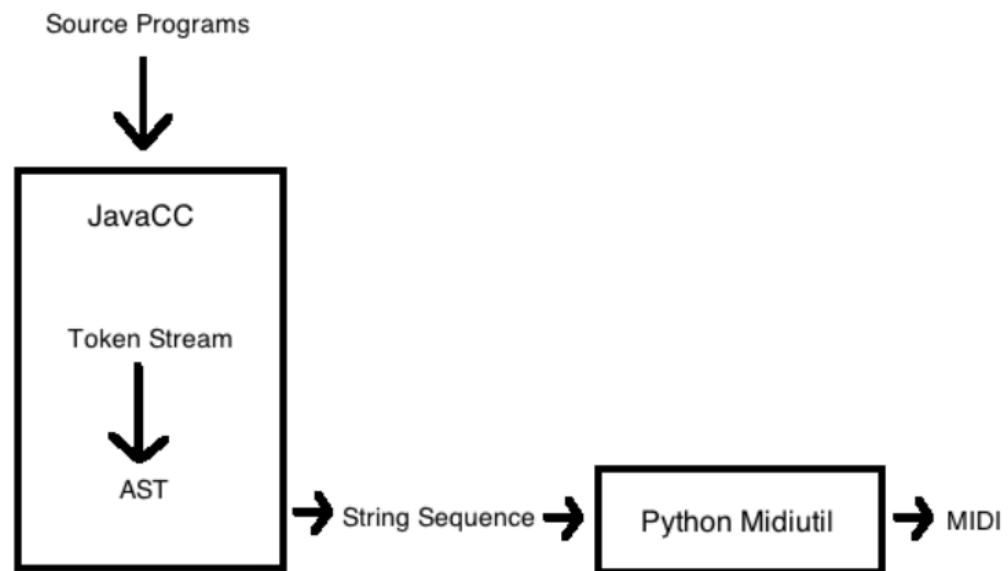 Source Programs
JavaCC
Token Stream
AST
String Sequence
Python Midiutil
MIDI